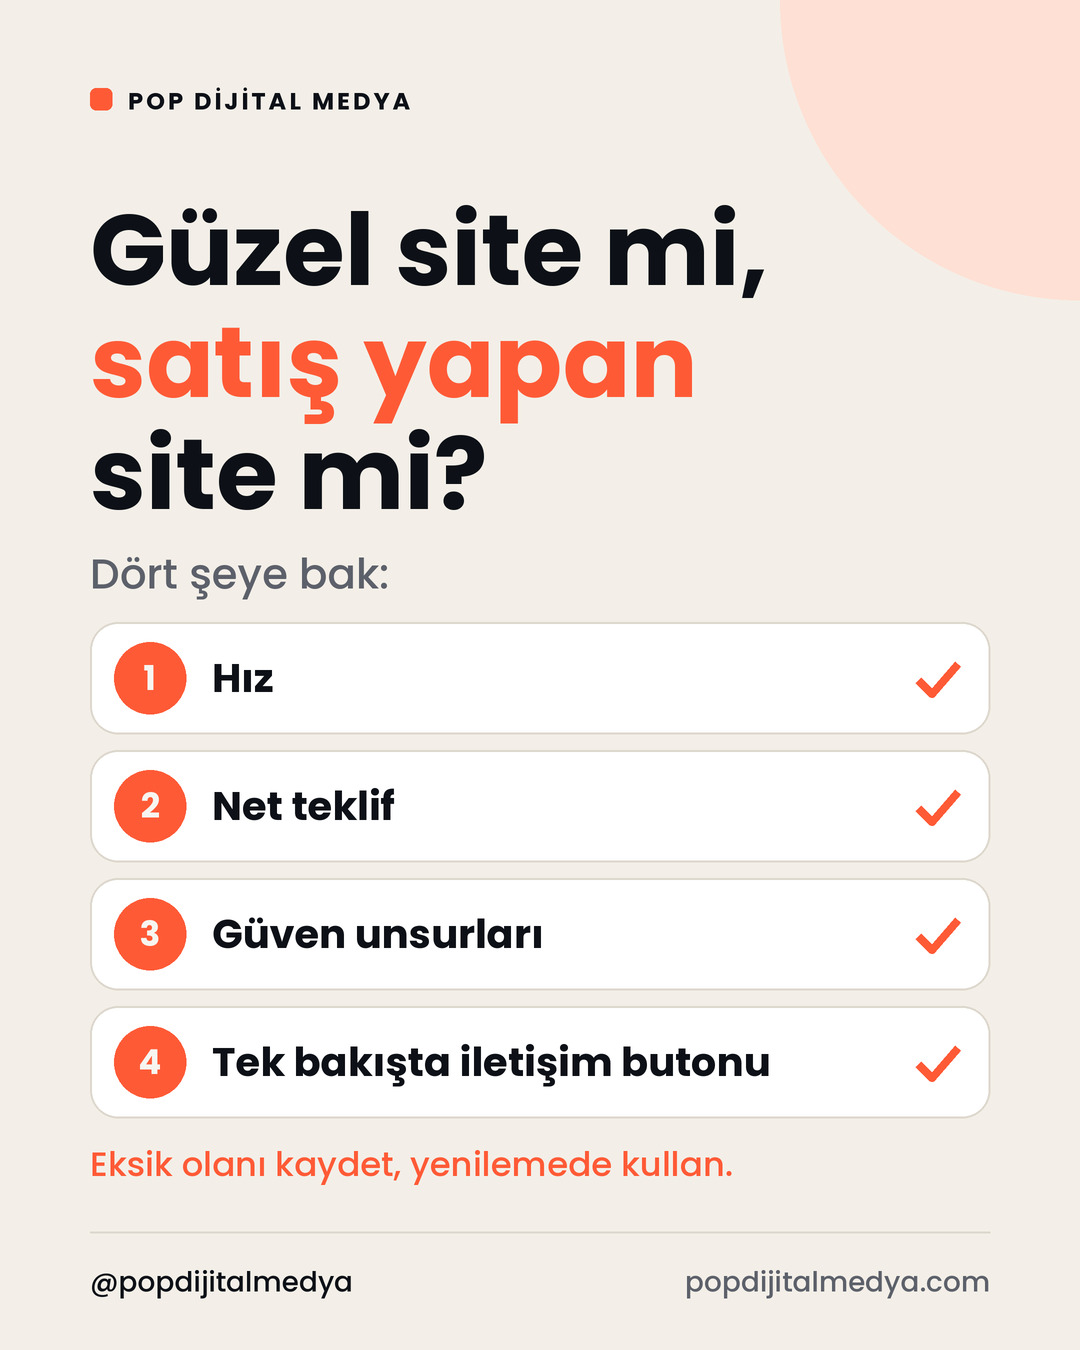 POP DİJİTAL MEDYA
Güzel site mi,
satış yapan
site mi?
Dört şeye bak:
1 Hız
2 Net teklif
3 Güven unsurları
4 Tek bakışta iletişim butonu
Eksik olanı kaydet, yenilemede kullan.
@popdijitalmedya
popdijitalmedya.com